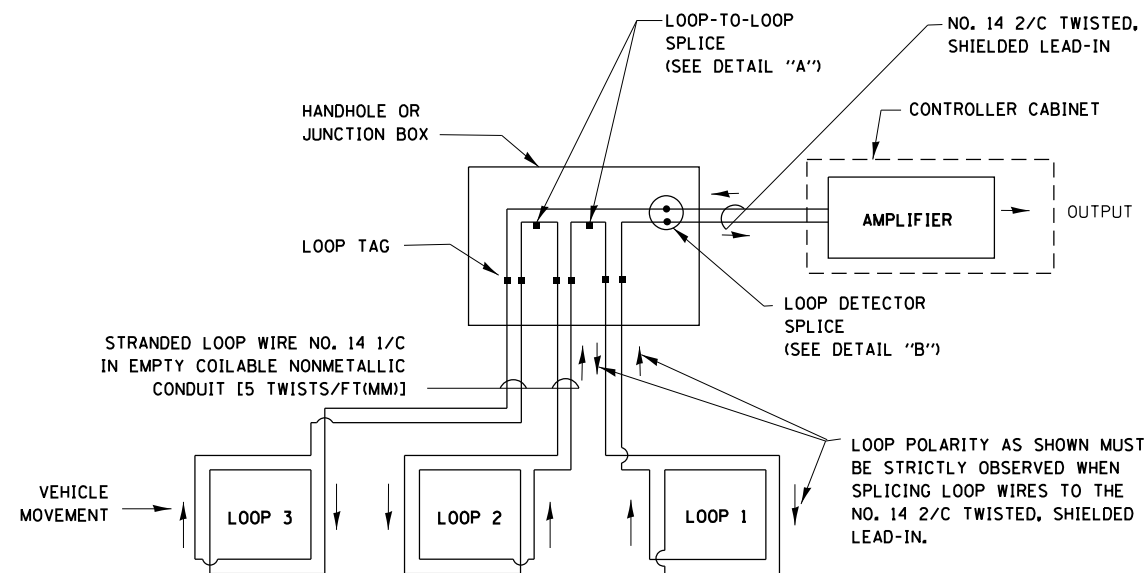 LOOP-TO-LOOP
SPLICE
(SEE DETAIL "A")
NO. 14 2/C TWISTED,
SHIELDED LEAD-IN
HANDHOLE OR
JUNCTION BOX
CONTROLLER CABINET
AMPLIFIER
OUTPUT
LOOP TAG
LOOP DETECTOR
SPLICE
(SEE DETAIL "B")
STRANDED LOOP WIRE NO. 14 1/C
IN EMPTY COILABLE NONMETALLIC
CONDUIT [5 TWISTS/FT(MM)]
LOOP POLARITY AS SHOWN MUST
BE STRICTLY OBSERVED WHEN
SPLICING LOOP WIRES TO THE
NO. 14 2/C TWISTED, SHIELDED
LEAD-IN.
VEHICLE
MOVEMENT
LOOP 3
LOOP 2
LOOP 1